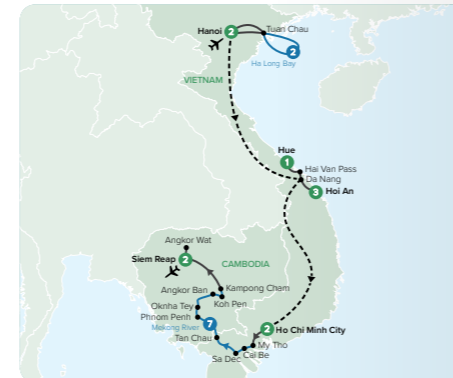 Hanoi
2
Tuan Chau
2
Ha Long Bay
VIETNAM
Hue
1
Hai Van Pass
Da Nang
3
Hoi An
Angkor Wat
Siem Reap
2
CAMBODIA
Angkor Ban
Kampong Cham
Koh Pen
Oknha Tey
Phnom Penh
Mekong River
7
2
Ho Chi Minh City
Tan Chau
My Tho
Cai Be
Sa Dec